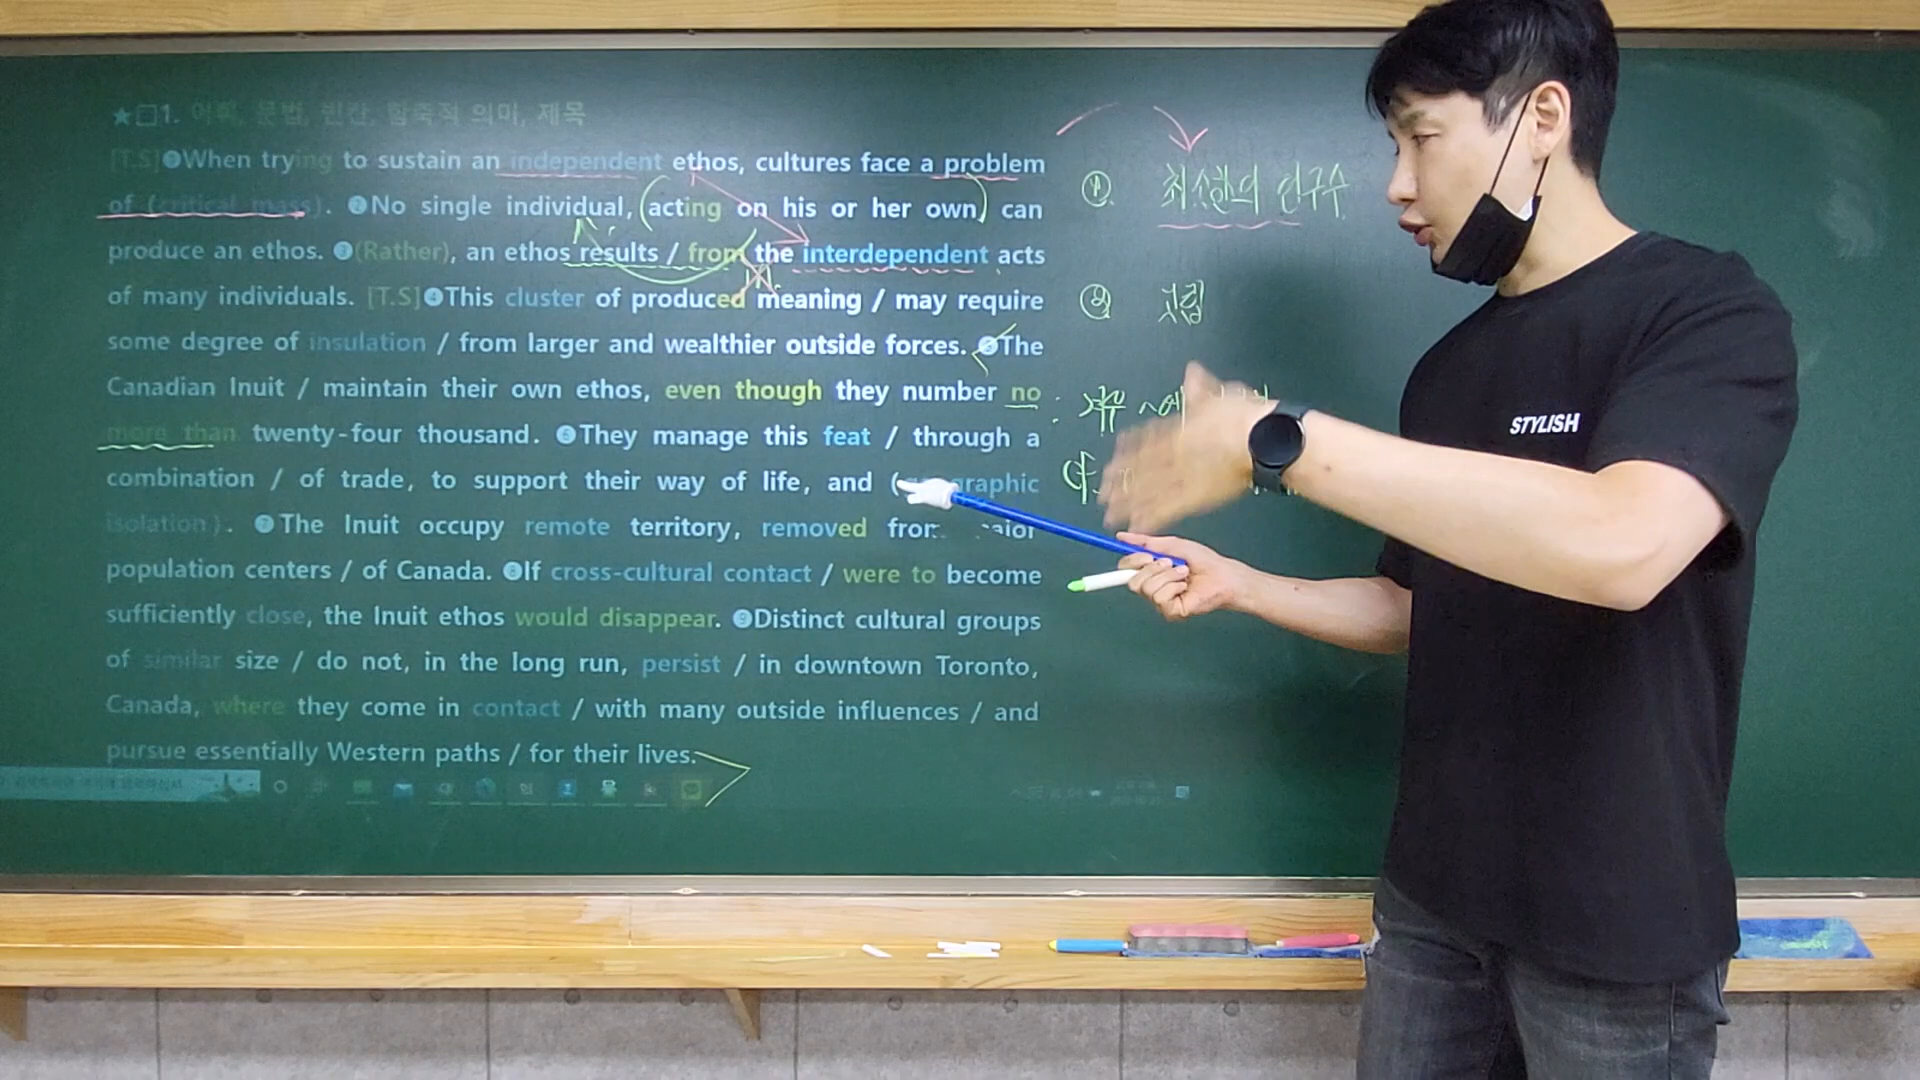 ★□1. 어휘, 문법, 빈칸, 함축적 의미, 제목
[T.S]❶When trying to sustain an independent ethos, cultures face a problem
of (critical mass). ❷No single individual, (acting on his or her own) can
produce an ethos. ❸(Rather), an ethos results / from the interdependent acts
of many individuals. [T.S]❹This cluster of produced meaning / may require
some degree of insulation / from larger and wealthier outside forces. ❺The
Canadian Inuit / maintain their own ethos, even though they number no
more than twenty-four thousand. ❻They manage this feat / through a
combination / of trade, to support their way of life, and (graphic
isolation). ❼The Inuit occupy remote territory, removed from
population centers / of Canada. ❽If cross-cultural contact / were to become
sufficiently close, the Inuit ethos would disappear. ❾Distinct cultural groups
of similar size / do not, in the long run, persist / in downtown Toronto,
Canada, where they come in contact / with many outside influences / and
pursue essentially Western paths / for their lives.
① 최소한의 인구수
② 고립
STYLISH